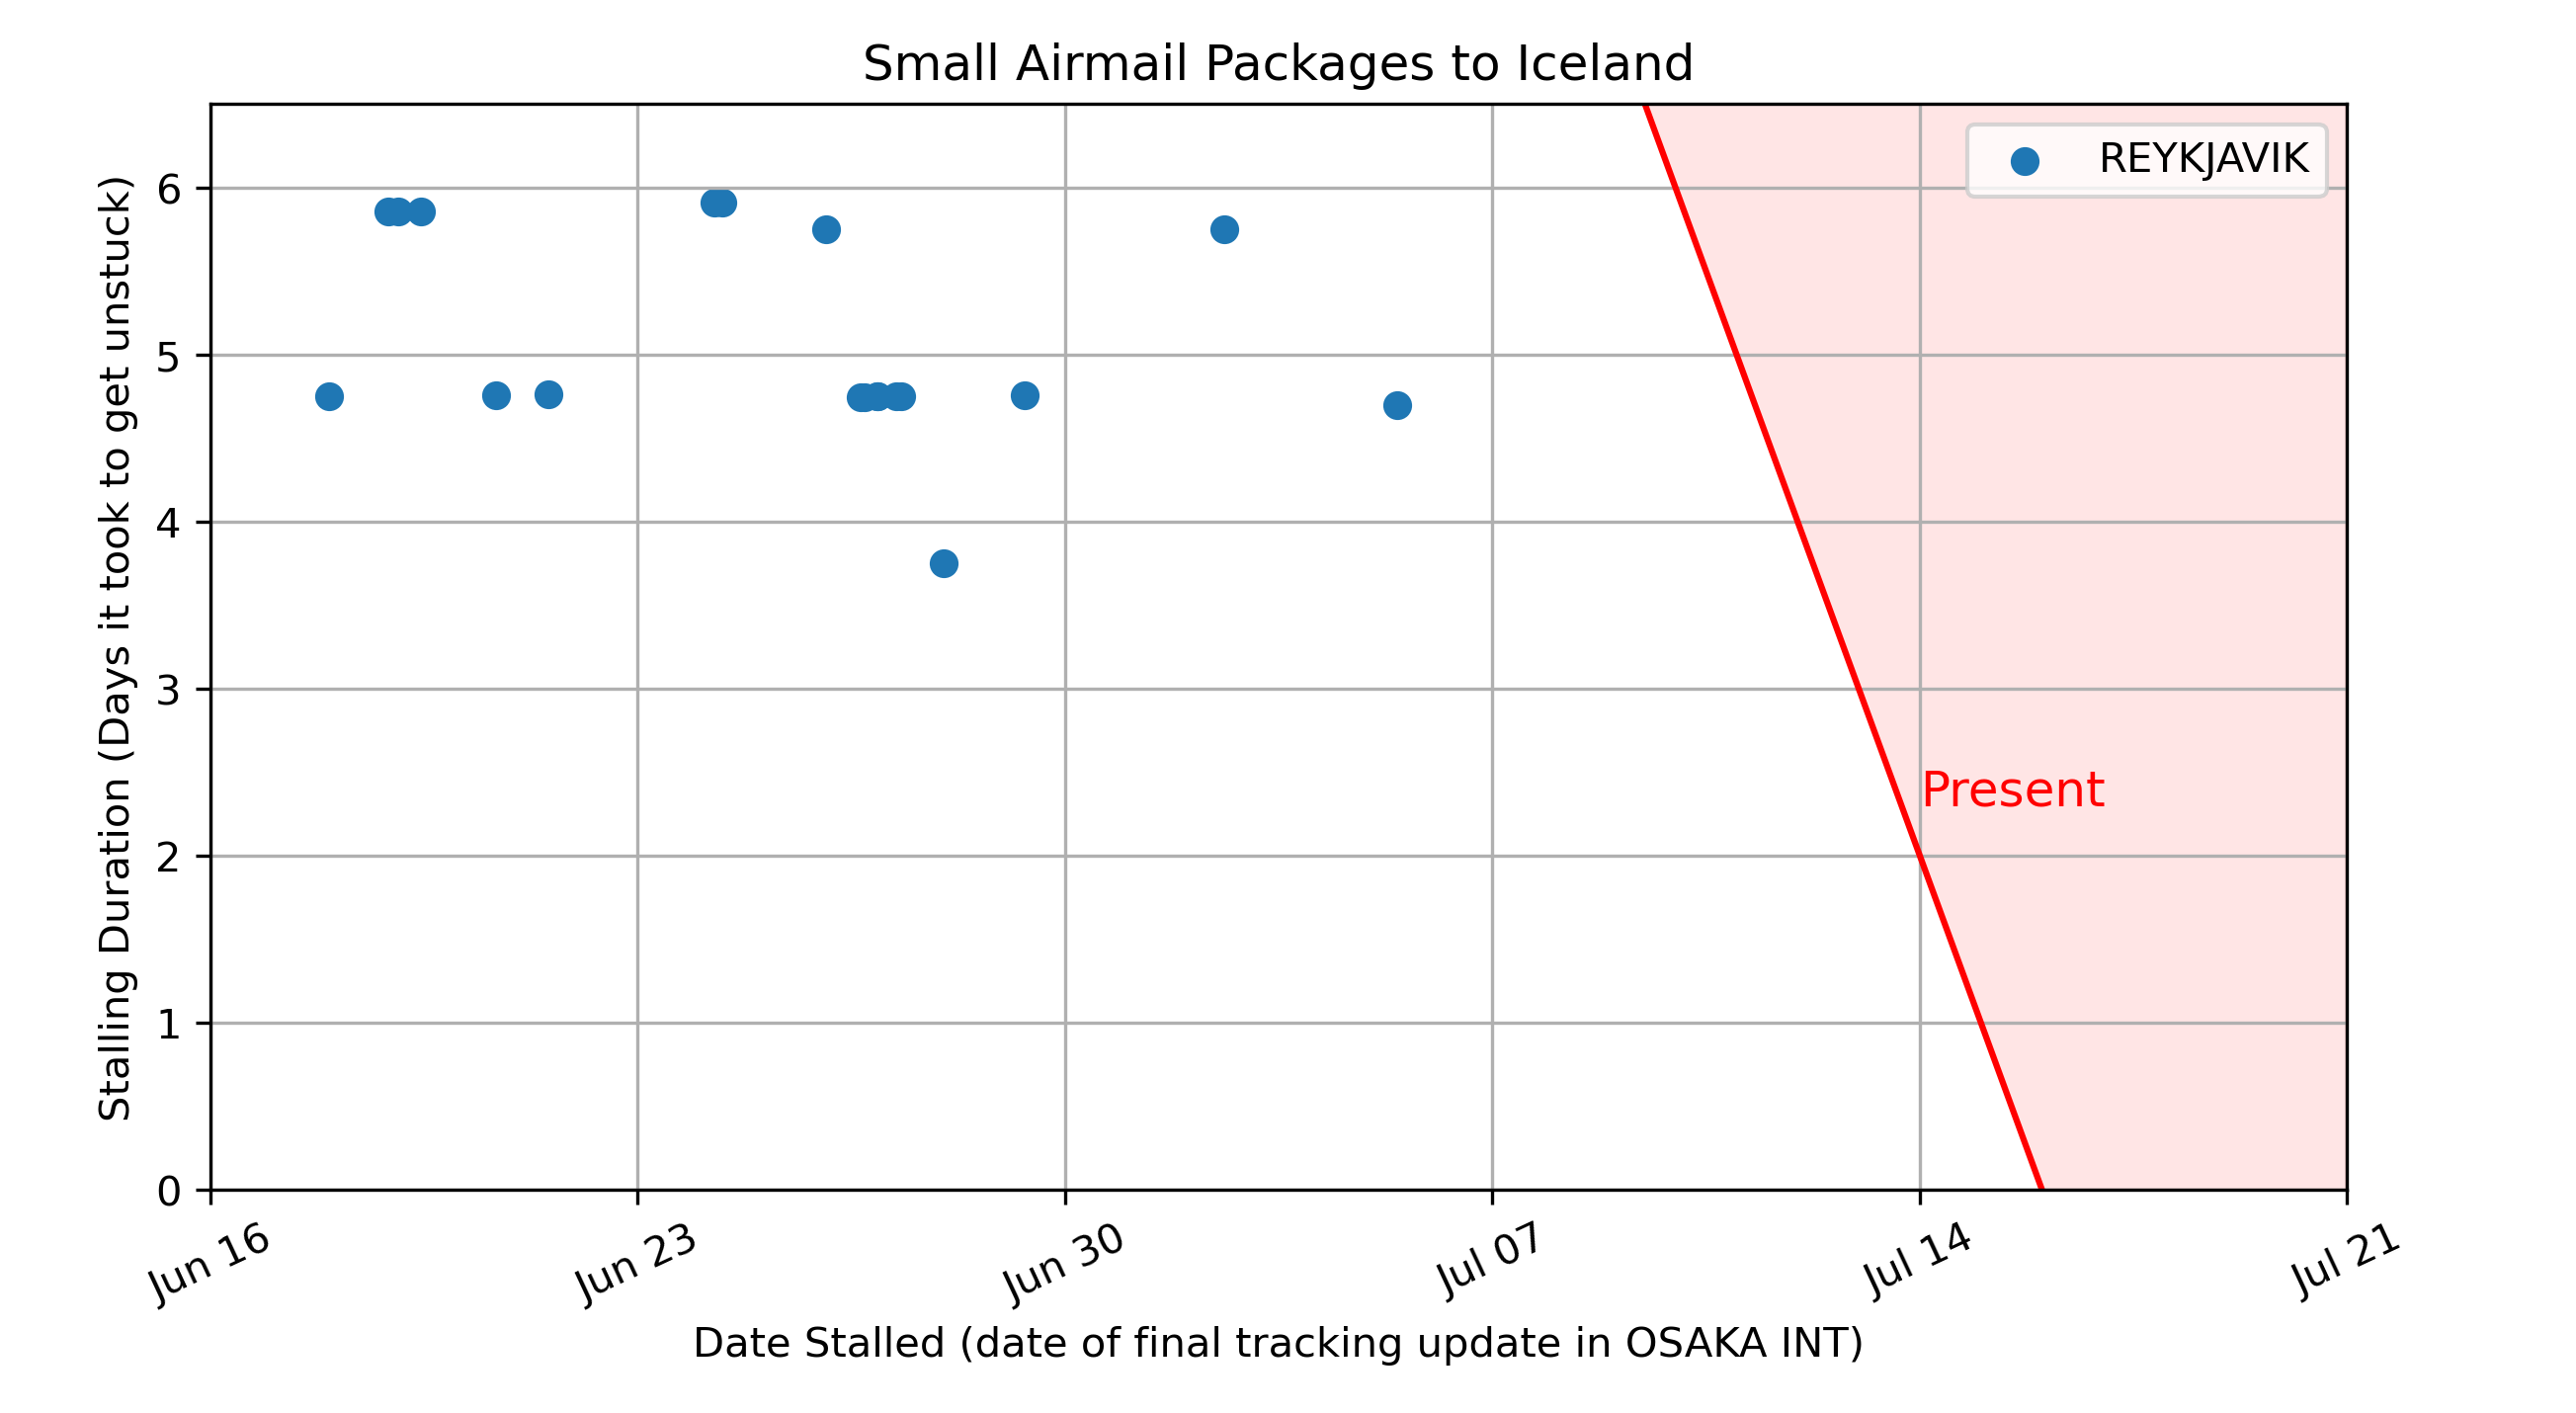 Small Airmail Packages to Iceland
REYKJAVIK
Stalling Duration (Days it took to get unstuck)
6
5
4
3
2
1
0
Present
Jun 16
Jun 23
Jun 30
Jul 07
Jul 14
Jul 21
Date Stalled (date of final tracking update in OSAKA INT)